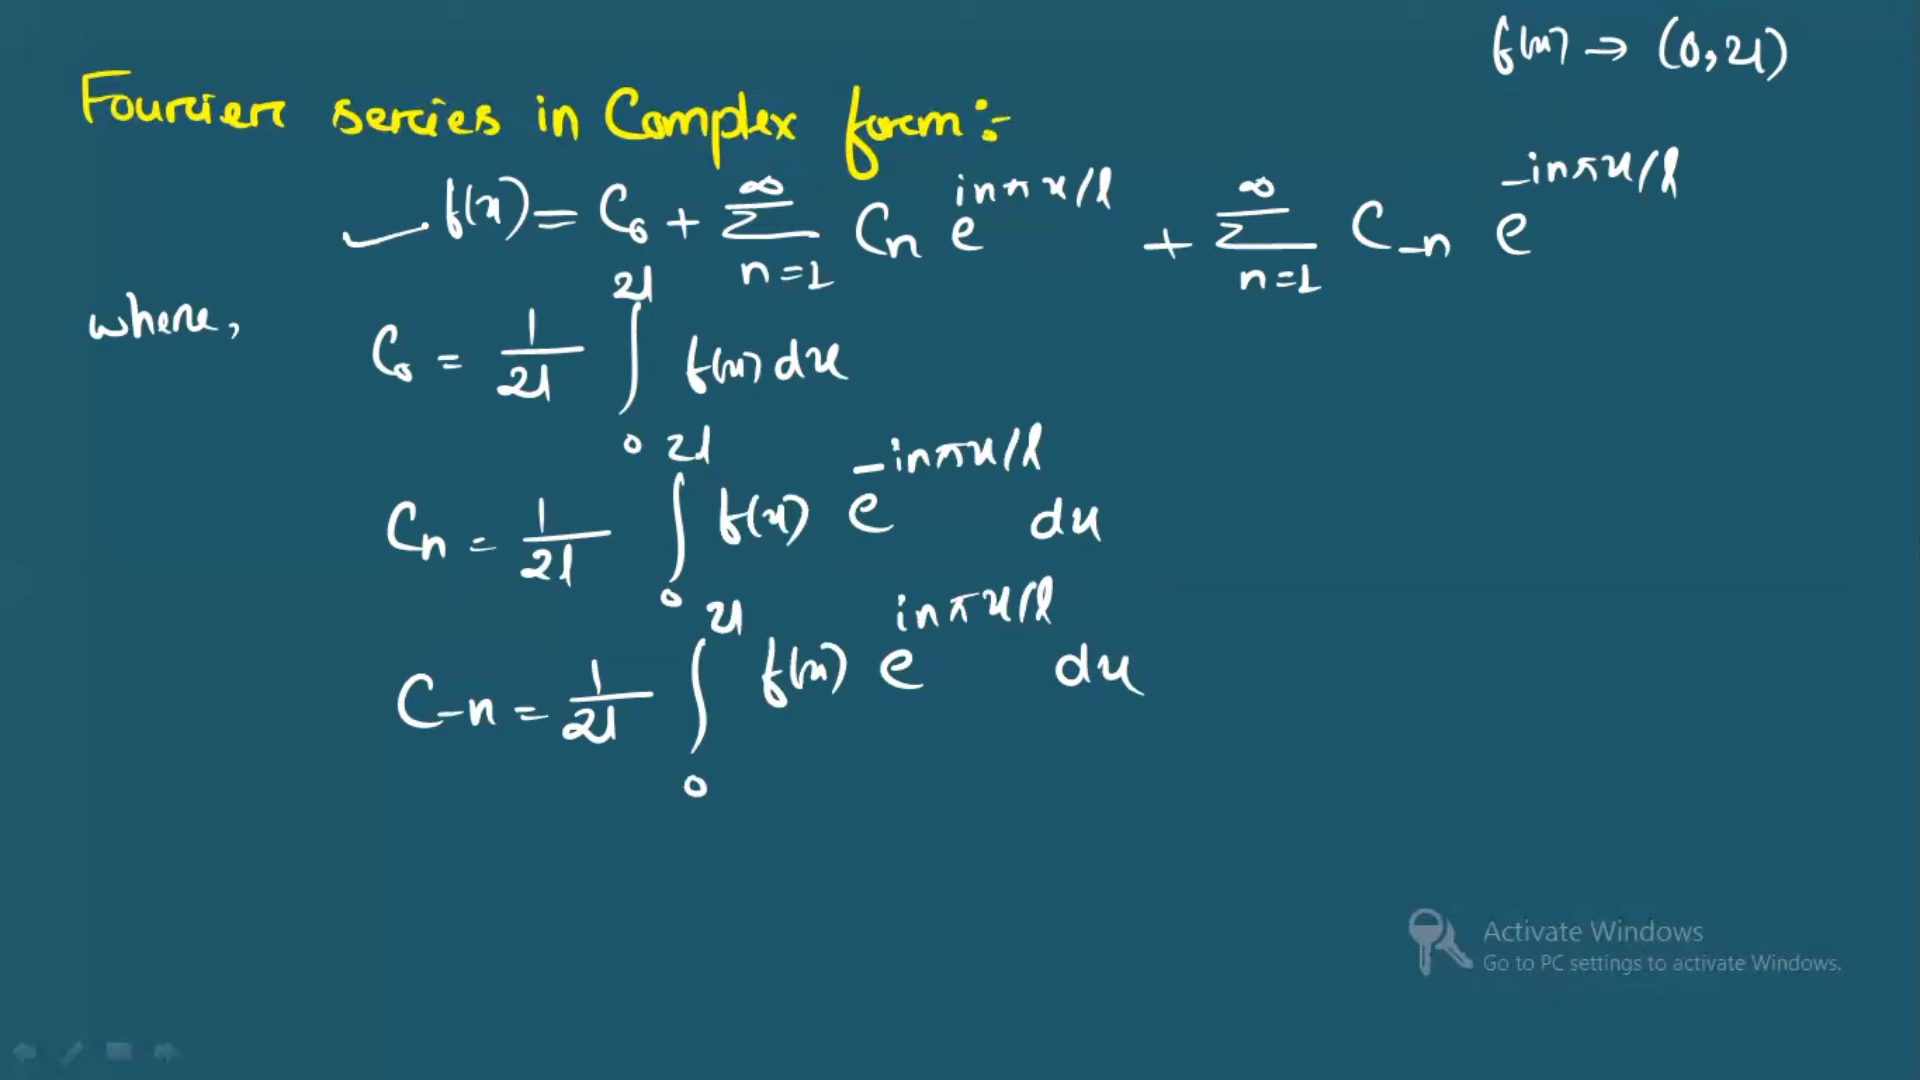 f(x) → (0, 2l)
Fourier series in Complex form :-
f(x) = C₀ + ∑_{n=1}^{∞} Cₙ e^{inπx/l} + ∑_{n=1}^{∞} C₋ₙ e^{-inπx/l}
where,
C₀ = 1/2l ∫₀^{2l} f(x) dx
Cₙ = 1/2l ∫₀^{2l} f(x) e^{-inπx/l} dx
C₋ₙ = 1/2l ∫₀^{2l} f(x) e^{inπx/l} dx
Activate Windows
Go to PC settings to activate Windows.